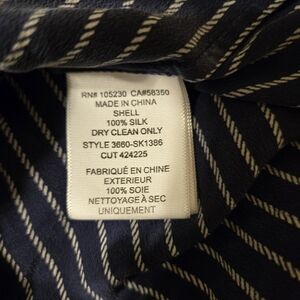 RN# 105230 CA#58350
MADE IN CHINA
SHELL
100% SILK
DRY CLEAN ONLY
STYLE 3660-SK1386
CUT 424225
FABRIQUÉ EN CHINE
EXTERIEUR
100% SOIE
NETTOYAGE À SEC
UNIQUEMENT